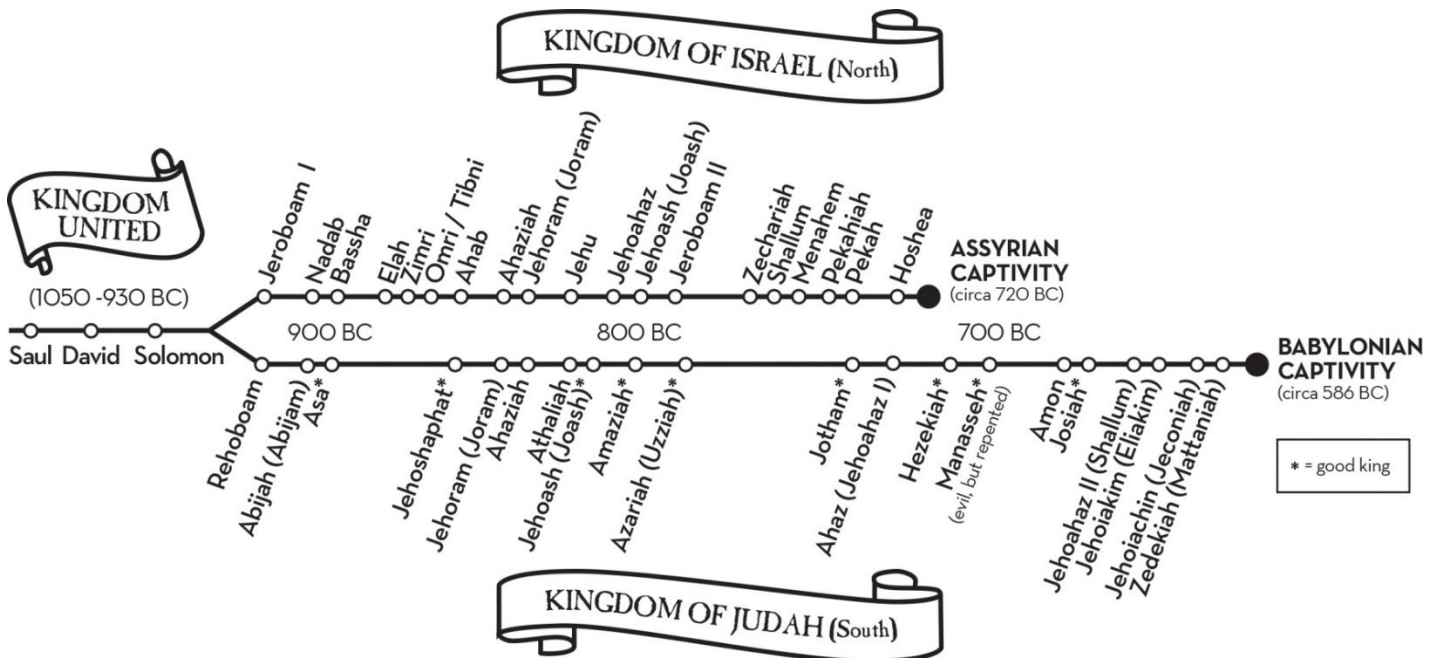 KINGDOM OF ISRAEL (North)
KINGDOM
UNITED
(1050 -930 BC)
Saul
David
Solomon
Jeroboam I
Nadab
Baasha
Elah
Zimri
Omri / Tibni
Ahab
Ahaziah
Jehoram (Joram)
Jehu
Jehoahaz
Jehoash (Joash)
Jeroboam II
Zechariah
Shallum
Menahem
Pekahiah
Pekah
Hoshea
ASSYRIAN
CAPTIVITY
(circa 720 BC)
900 BC
800 BC
700 BC
Rehoboam
Abijah (Abijam)
Asa*
Jehoshaphat*
Jehoram (Joram)
Ahaziah
Athaliah
Jehoash (Joash)*
Amaziah*
Azariah (Uzziah)*
Jotham*
Ahaz (Jehoahaz I)
Hezekiah*
Manasseh*
(evil, but repented)
Amon
Josiah*
Jehoahaz II (Shallum)
Jehoiakim (Eliakim)
Jehoiachin (Jeconiah)
Zedekiah (Mattaniah)
BABYLONIAN
CAPTIVITY
(circa 586 BC)
* = good king
KINGDOM OF JUDAH (South)